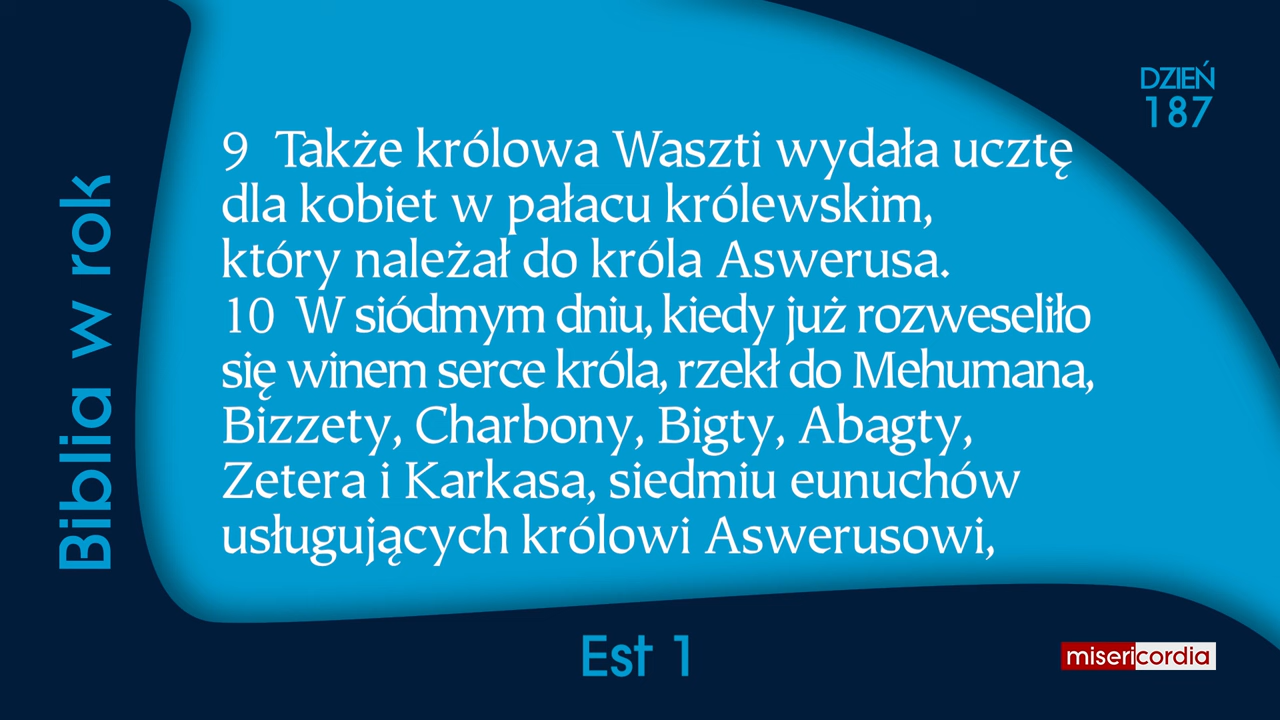 DZIEŃ
187
9 Także królowa Waszti wydała ucztę
dla kobiet w pałacu królewskim,
który należał do króla Aswerusa.
10 W siódmym dniu, kiedy już rozweseliło
się winem serce króla, rzekł do Mehumana,
Bizzety, Charbony, Bigty, Abagty,
Zetera i Karkasa, siedmiu eunuchów
usługujących królowi Aswerusowi,
Biblia w rok
Est 1
misericordia